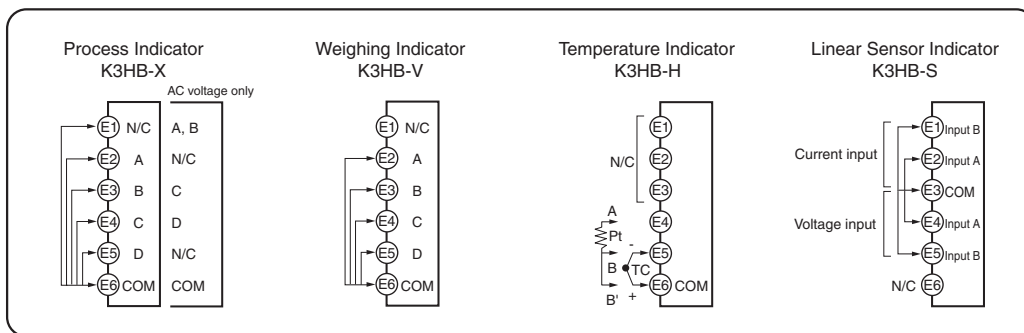 Process Indicator
K3HB-X
AC voltage only
E1 N/C A, B
E2 A N/C
E3 B C
E4 C D
E5 D N/C
E6 COM COM
Weighing Indicator
K3HB-V
E1 N/C
E2 A
E3 B
E4 C
E5 D
E6 COM
Temperature Indicator
K3HB-H
E1
N/C E2
E3
A E4
Pt
- E5
B TC
E6 COM
B' +
Linear Sensor Indicator
K3HB-S
E1 Input B
Current input
E2 Input A
E3 COM
Voltage input
E4 Input A
E5 Input B
N/C E6